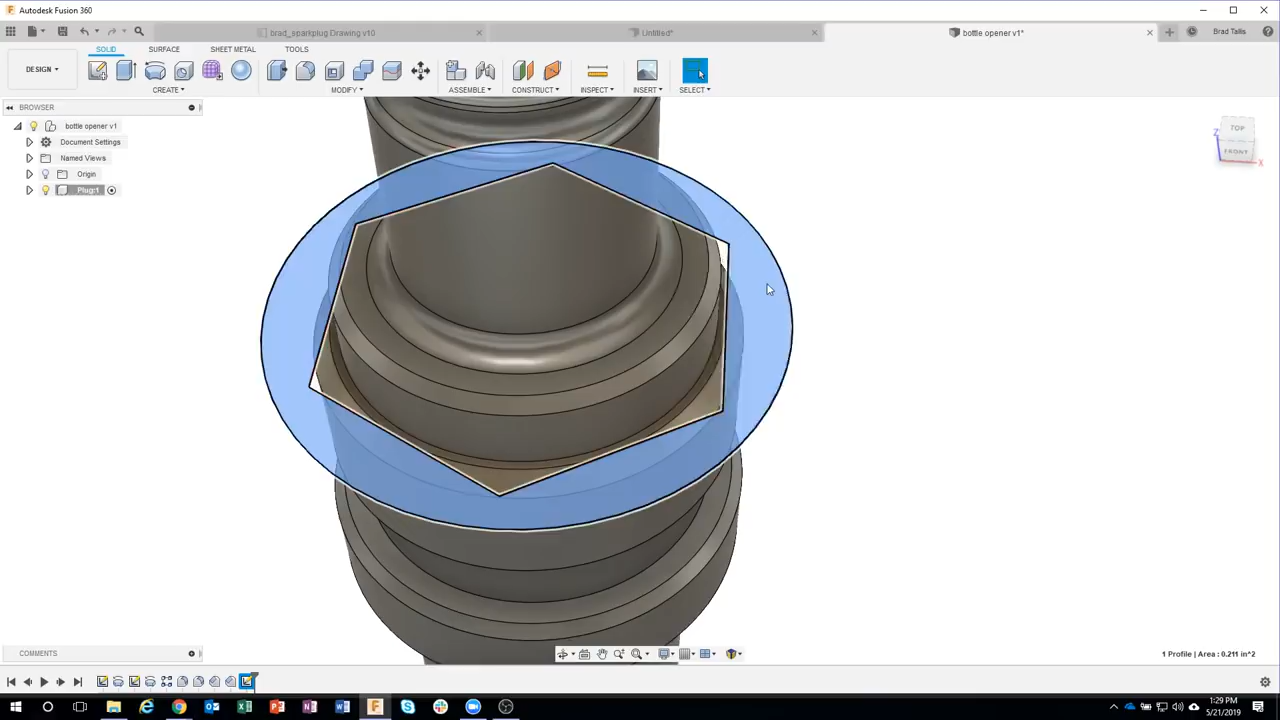 Autodesk Fusion 360
brad_sparkplug Drawing v10
Untitled*
bottle opener v1*
Brad Tallis
SOLID SURFACE SHEET METAL TOOLS
DESIGN
CREATE MODIFY ASSEMBLE CONSTRUCT INSPECT INSERT SELECT
BROWSER
bottle opener v1
Document Settings
Named Views
Origin
Plug:1
TOP
FRONT
Z
X
COMMENTS
1 Profile | Area : 0.211 in^2
1:29 PM
5/21/2019